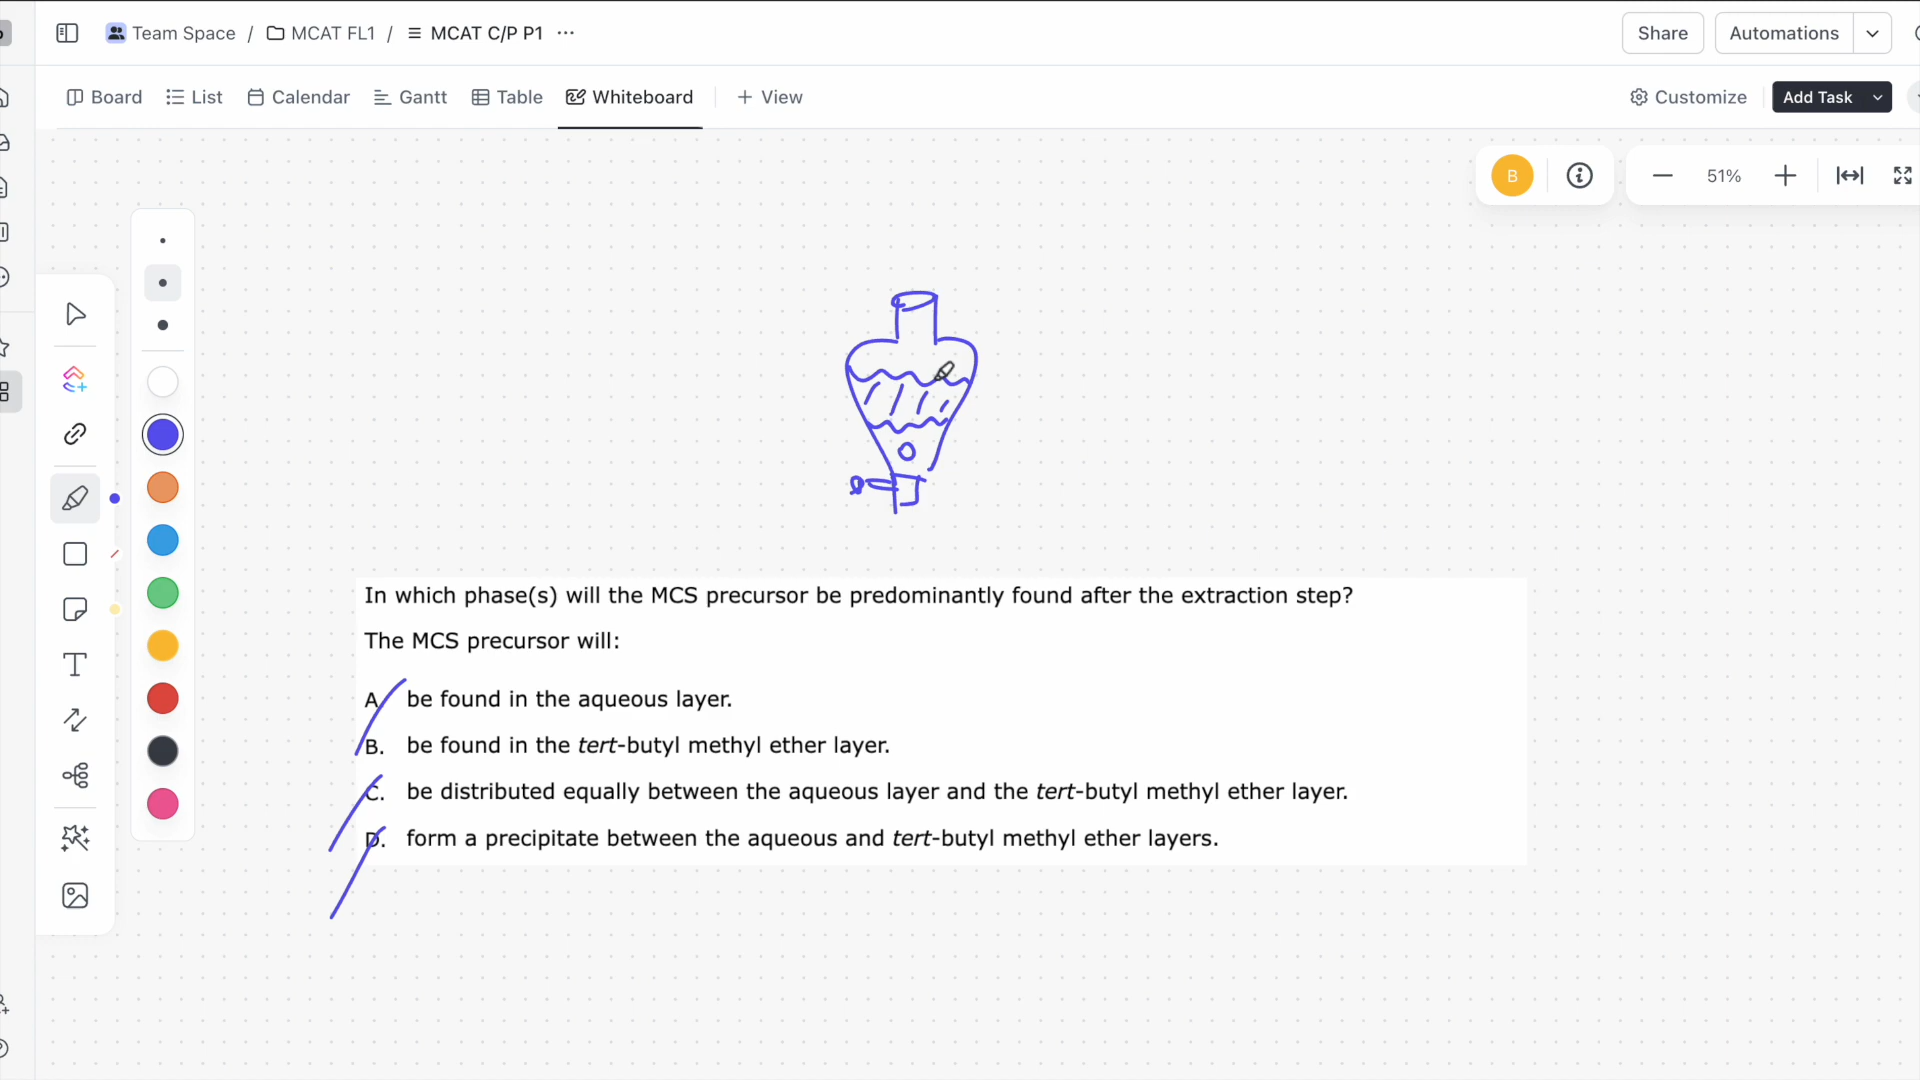 Team Space / MCAT FL1 / MCAT C/P P1 ...
Share
Automations
Board
List
Calendar
Gantt
Table
Whiteboard
+ View
Customize
Add Task
B
51%
In which phase(s) will the MCS precursor be predominantly found after the extraction step?
The MCS precursor will:
A. be found in the aqueous layer.
B. be found in the tert-butyl methyl ether layer.
C. be distributed equally between the aqueous layer and the tert-butyl methyl ether layer.
D. form a precipitate between the aqueous and tert-butyl methyl ether layers.